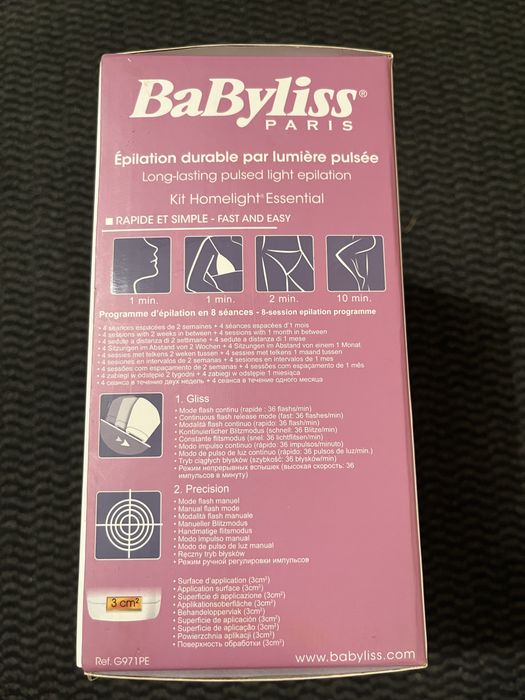 BaByliss®
PARIS
Épilation durable par lumière pulsée
Long-lasting pulsed light epilation
Kit Homelight® Essential
■ RAPIDE ET SIMPLE - FAST AND EASY
1 min. 1 min. 2 min. 10 min.
Programme d'épilation en 8 séances - 8-session epilation programme
• 4 séances espacées de 2 semaines + 4 séances espacées d'1 mois
• 4 sessions with 2 weeks in between + 4 sessions with 1 month in between
• 4 sedute a distanza di 2 settimane + 4 sedute a distanza di 1 mese
• 4 Sitzungen im Abstand von 2 Wochen + 4 Sitzungen im Abstand von einem 1 Monat
• 4 sessies met telkens 2 weken tussen + 4 sessies met telkens 1 maand tussen
• 4 sesiones en intervalos de 2 semanas + 4 sesiones en intervalos de 1 mes
• 4 sessões com espaçamento de 2 semanas + 4 sessões com espaçamento de 1 mês
• 4 zabiegi w odstępie 2 tygodni + 4 zabiegi w odstępie 1 miesiąca
• 4 сеанса в течение двух недель + 4 сеанса в течение одного месяца
1. Gliss
• Mode flash continu (rapide : 36 flashes/min)
• Continuous flash release mode (fast: 36 flashes/min)
• Modalità flash continuo (rapido: 36 flash/min)
• Kontinuierlicher Blitzmodus (schnell: 36 Blitze/min)
• Constante flitsmodus (snel: 36 lichtflitsen/min)
• Modo impulso continuo (rápido: 36 impulsos/minuto)
• Modo de pulso de luz continuo (rápido: 36 pulsos de luz/min.)
• Tryb ciągłych błysków (szybkość: 36 błysków/min)
• Режим непрерывных вспышек (высокая скорость: 36
импульсов в минуту)
2. Precision
• Mode flash manuel
• Manual flash mode
• Modalità flash manuale
• Manueller Blitzmodus
• Handmatige flitsmodus
• Modo impulso manual
• Modo de pulso de luz manual
• Ręczny tryb błysków
• Режим ручной регулировки импульсов
3 cm²
• Surface d'application (3cm²)
• Application surface (3cm²)
• Superficie di applicazione (3cm²)
• Applikationsoberfläche (3cm²)
• Behandeloppervlak (3cm²)
• Superficie de aplicación (3cm²)
• Superfície de aplicação (3cm²)
• Powierzchnia aplikacji (3cm²)
• Поверхность обработки (3cm²)
Ref. G971PE
www.babyliss.com